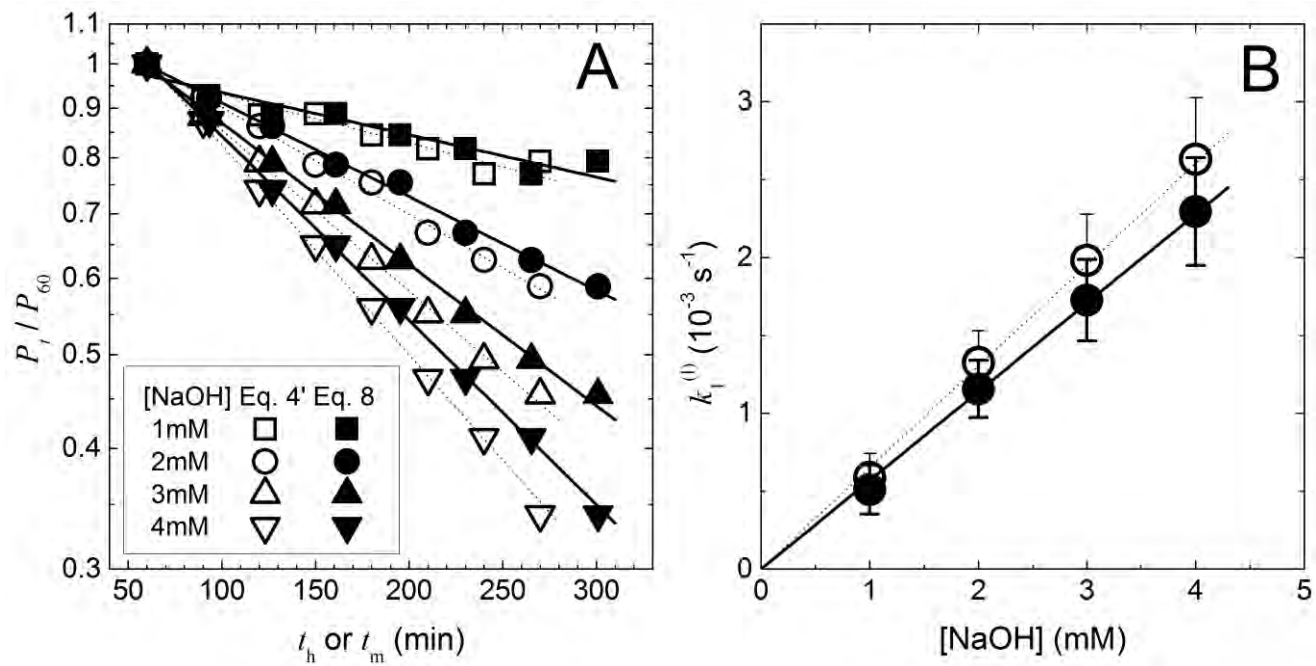 A
1.1
1
0.9
0.8
0.7
0.6
0.5
0.4
0.3
P_t / P_60
[NaOH] Eq. 4' Eq. 8
1mM
2mM
3mM
4mM
50 100 150 200 250 300
t_h or t_m (min)
B
3
2
1
0
k_1^(l) (10^-3 s^-1)
0 1 2 3 4 5
[NaOH] (mM)